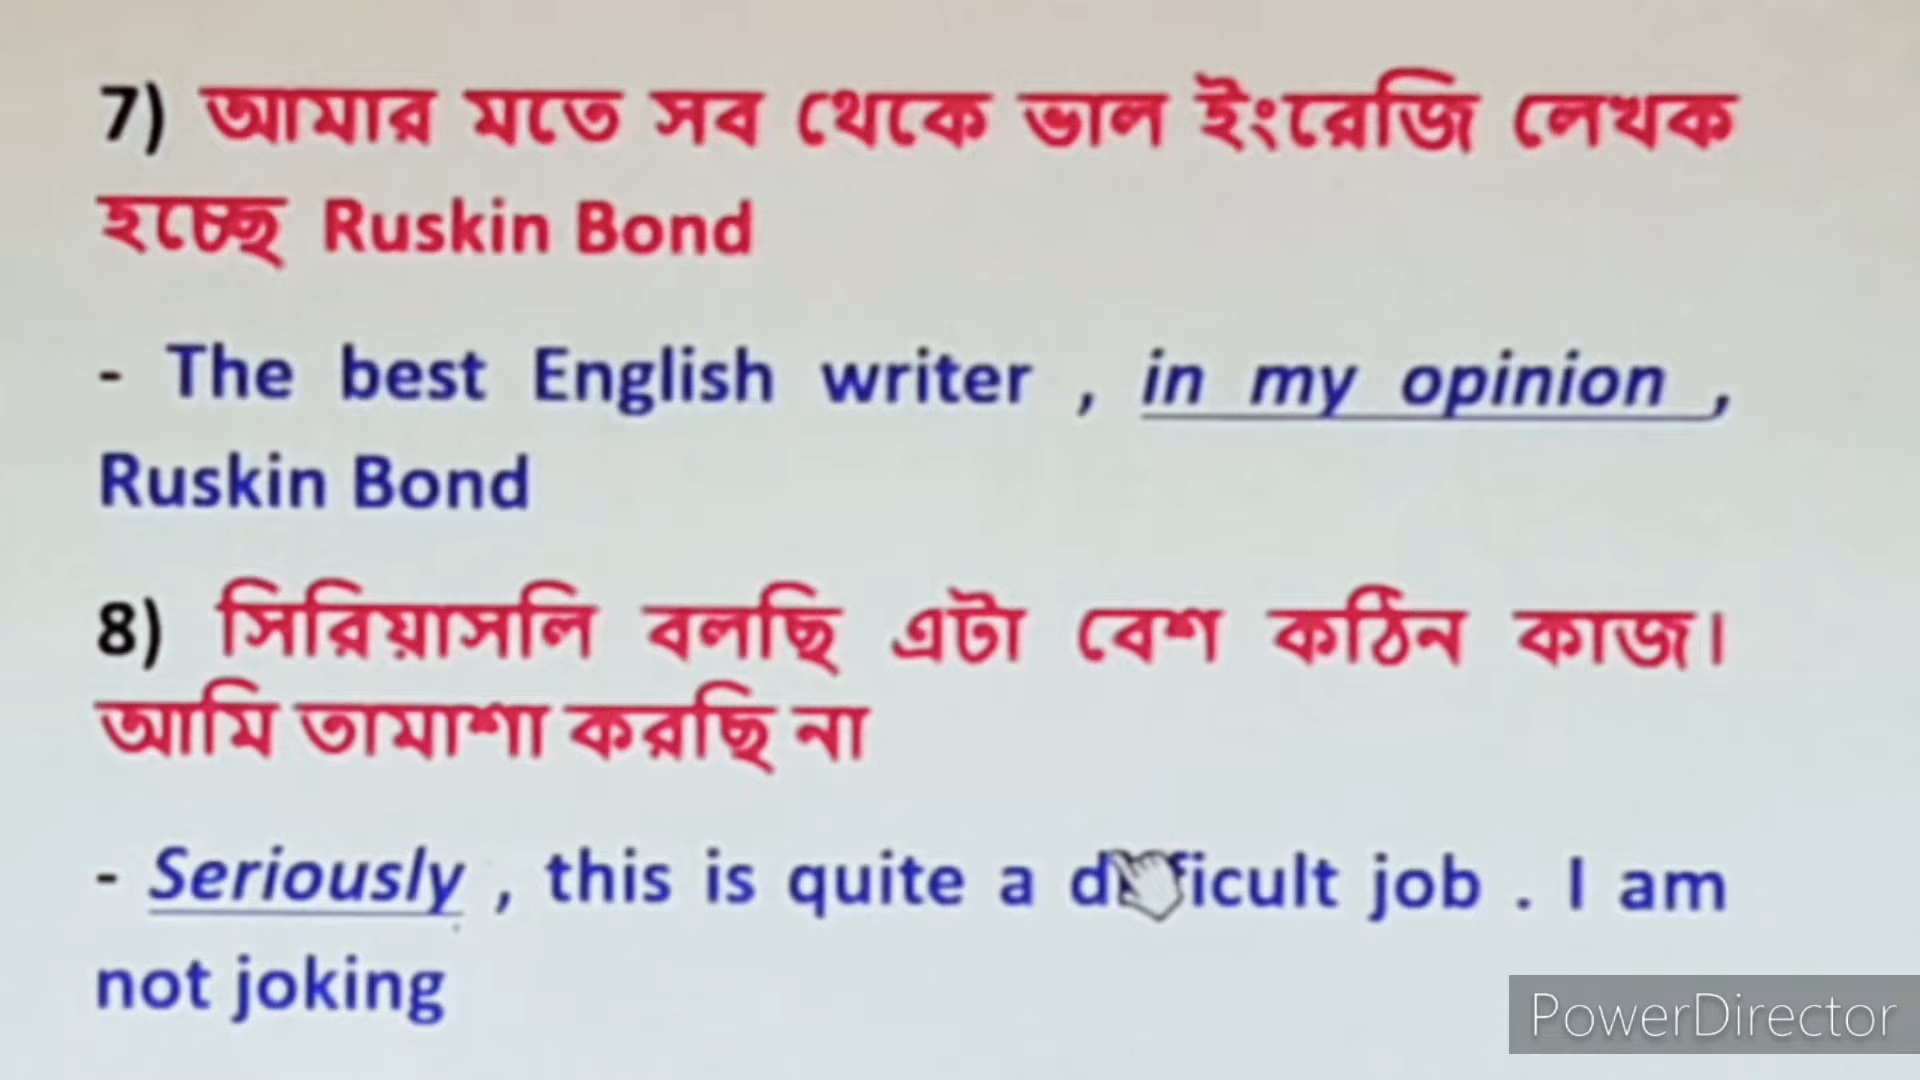 7) আমার মতে সব থেকে ভাল ইংরেজি লেখক
হচ্ছে Ruskin Bond
- The best English writer , in my opinion ,
Ruskin Bond
8) সিরিয়াসলি বলছি এটা বেশ কঠিন কাজ।
আমি তামাশা করছি না
- Seriously , this is quite a difficult job . I am
not joking
PowerDirector